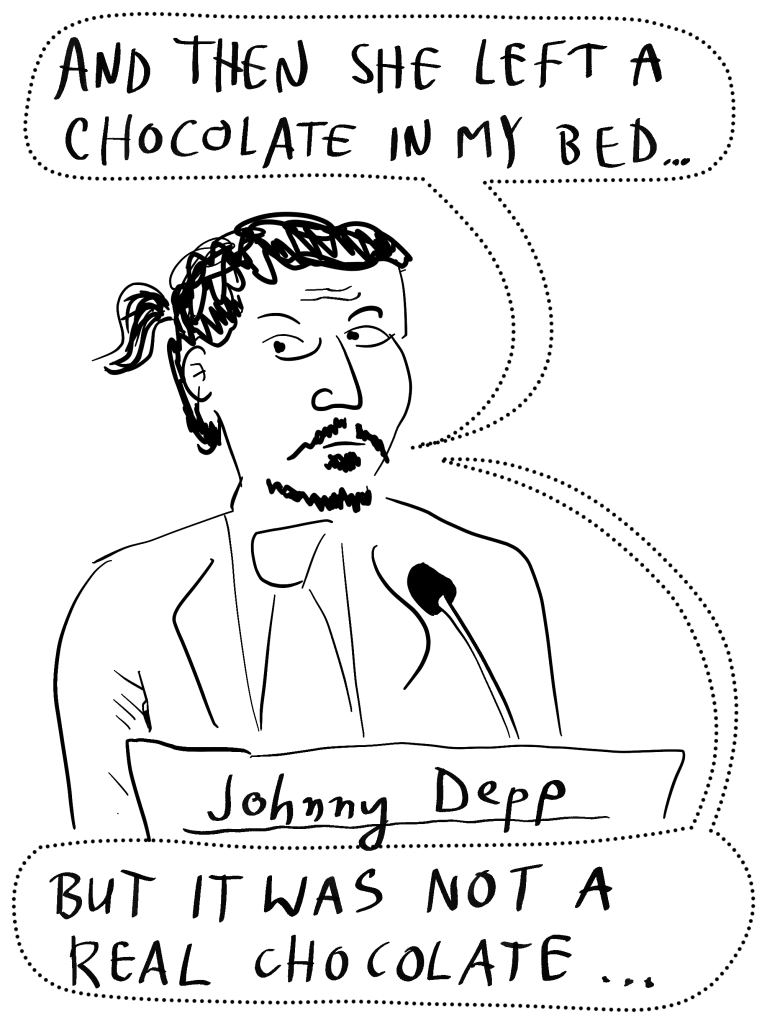 AND THEN SHE LEFT A
CHOCOLATE IN MY BED...
Johnny Depp
BUT IT WAS NOT A
REAL CHOCOLATE...